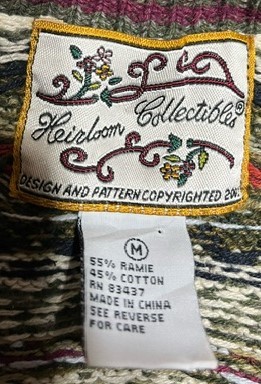 Heirloom Collectibles®
DESIGN AND PATTERN COPYRIGHTED
M
55% RAMIE
45% COTTON
RN 83437
MADE IN CHINA
SEE REVERSE
FOR CARE